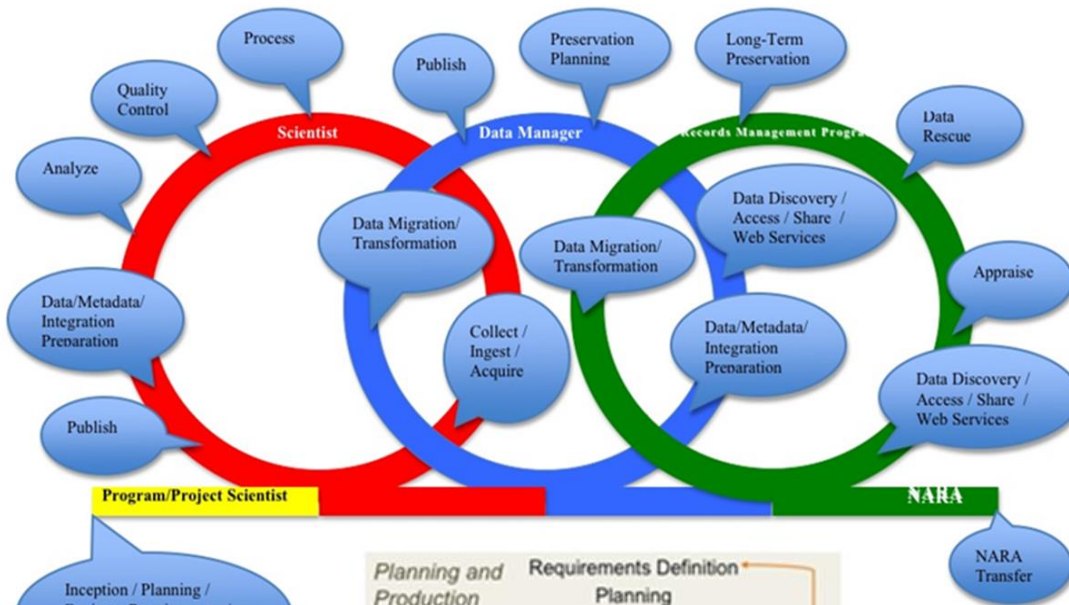 Process
Publish
Preservation
Planning
Long-Term
Preservation
Quality
Control
Scientist
Data Manager
Records Management Progra
Data
Rescue
Analyze
Data Migration/
Transformation
Data Migration/
Transformation
Data Discovery /
Access / Share /
Web Services
Appraise
Data/Metadata/
Integration
Preparation
Collect /
Ingest /
Acquire
Data/Metadata/
Integration
Preparation
Data Discovery /
Access / Share /
Web Services
Publish
Program/Project Scientist
NARA
NARA
Transfer
Inception / Planning /
Planning and
Production
Requirements Definition
Planning